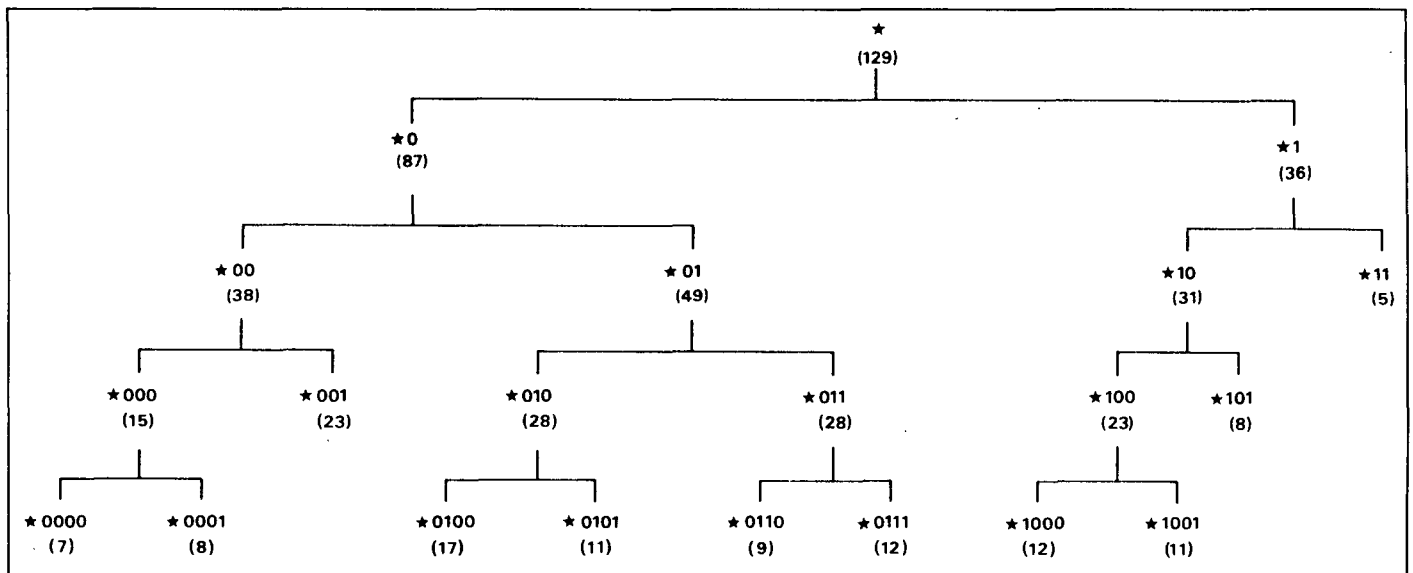 ★
(129)
★0 ★1
(87) (36)
★00 ★01 ★10 ★11
(38) (49) (31) (5)
★000 ★001 ★010 ★011 ★100 ★101
(15) (23) (28) (28) (23) (8)
★0000 ★0001 ★0100 ★0101 ★0110 ★0111 ★1000 ★1001
(7) (8) (17) (11) (9) (12) (12) (11)